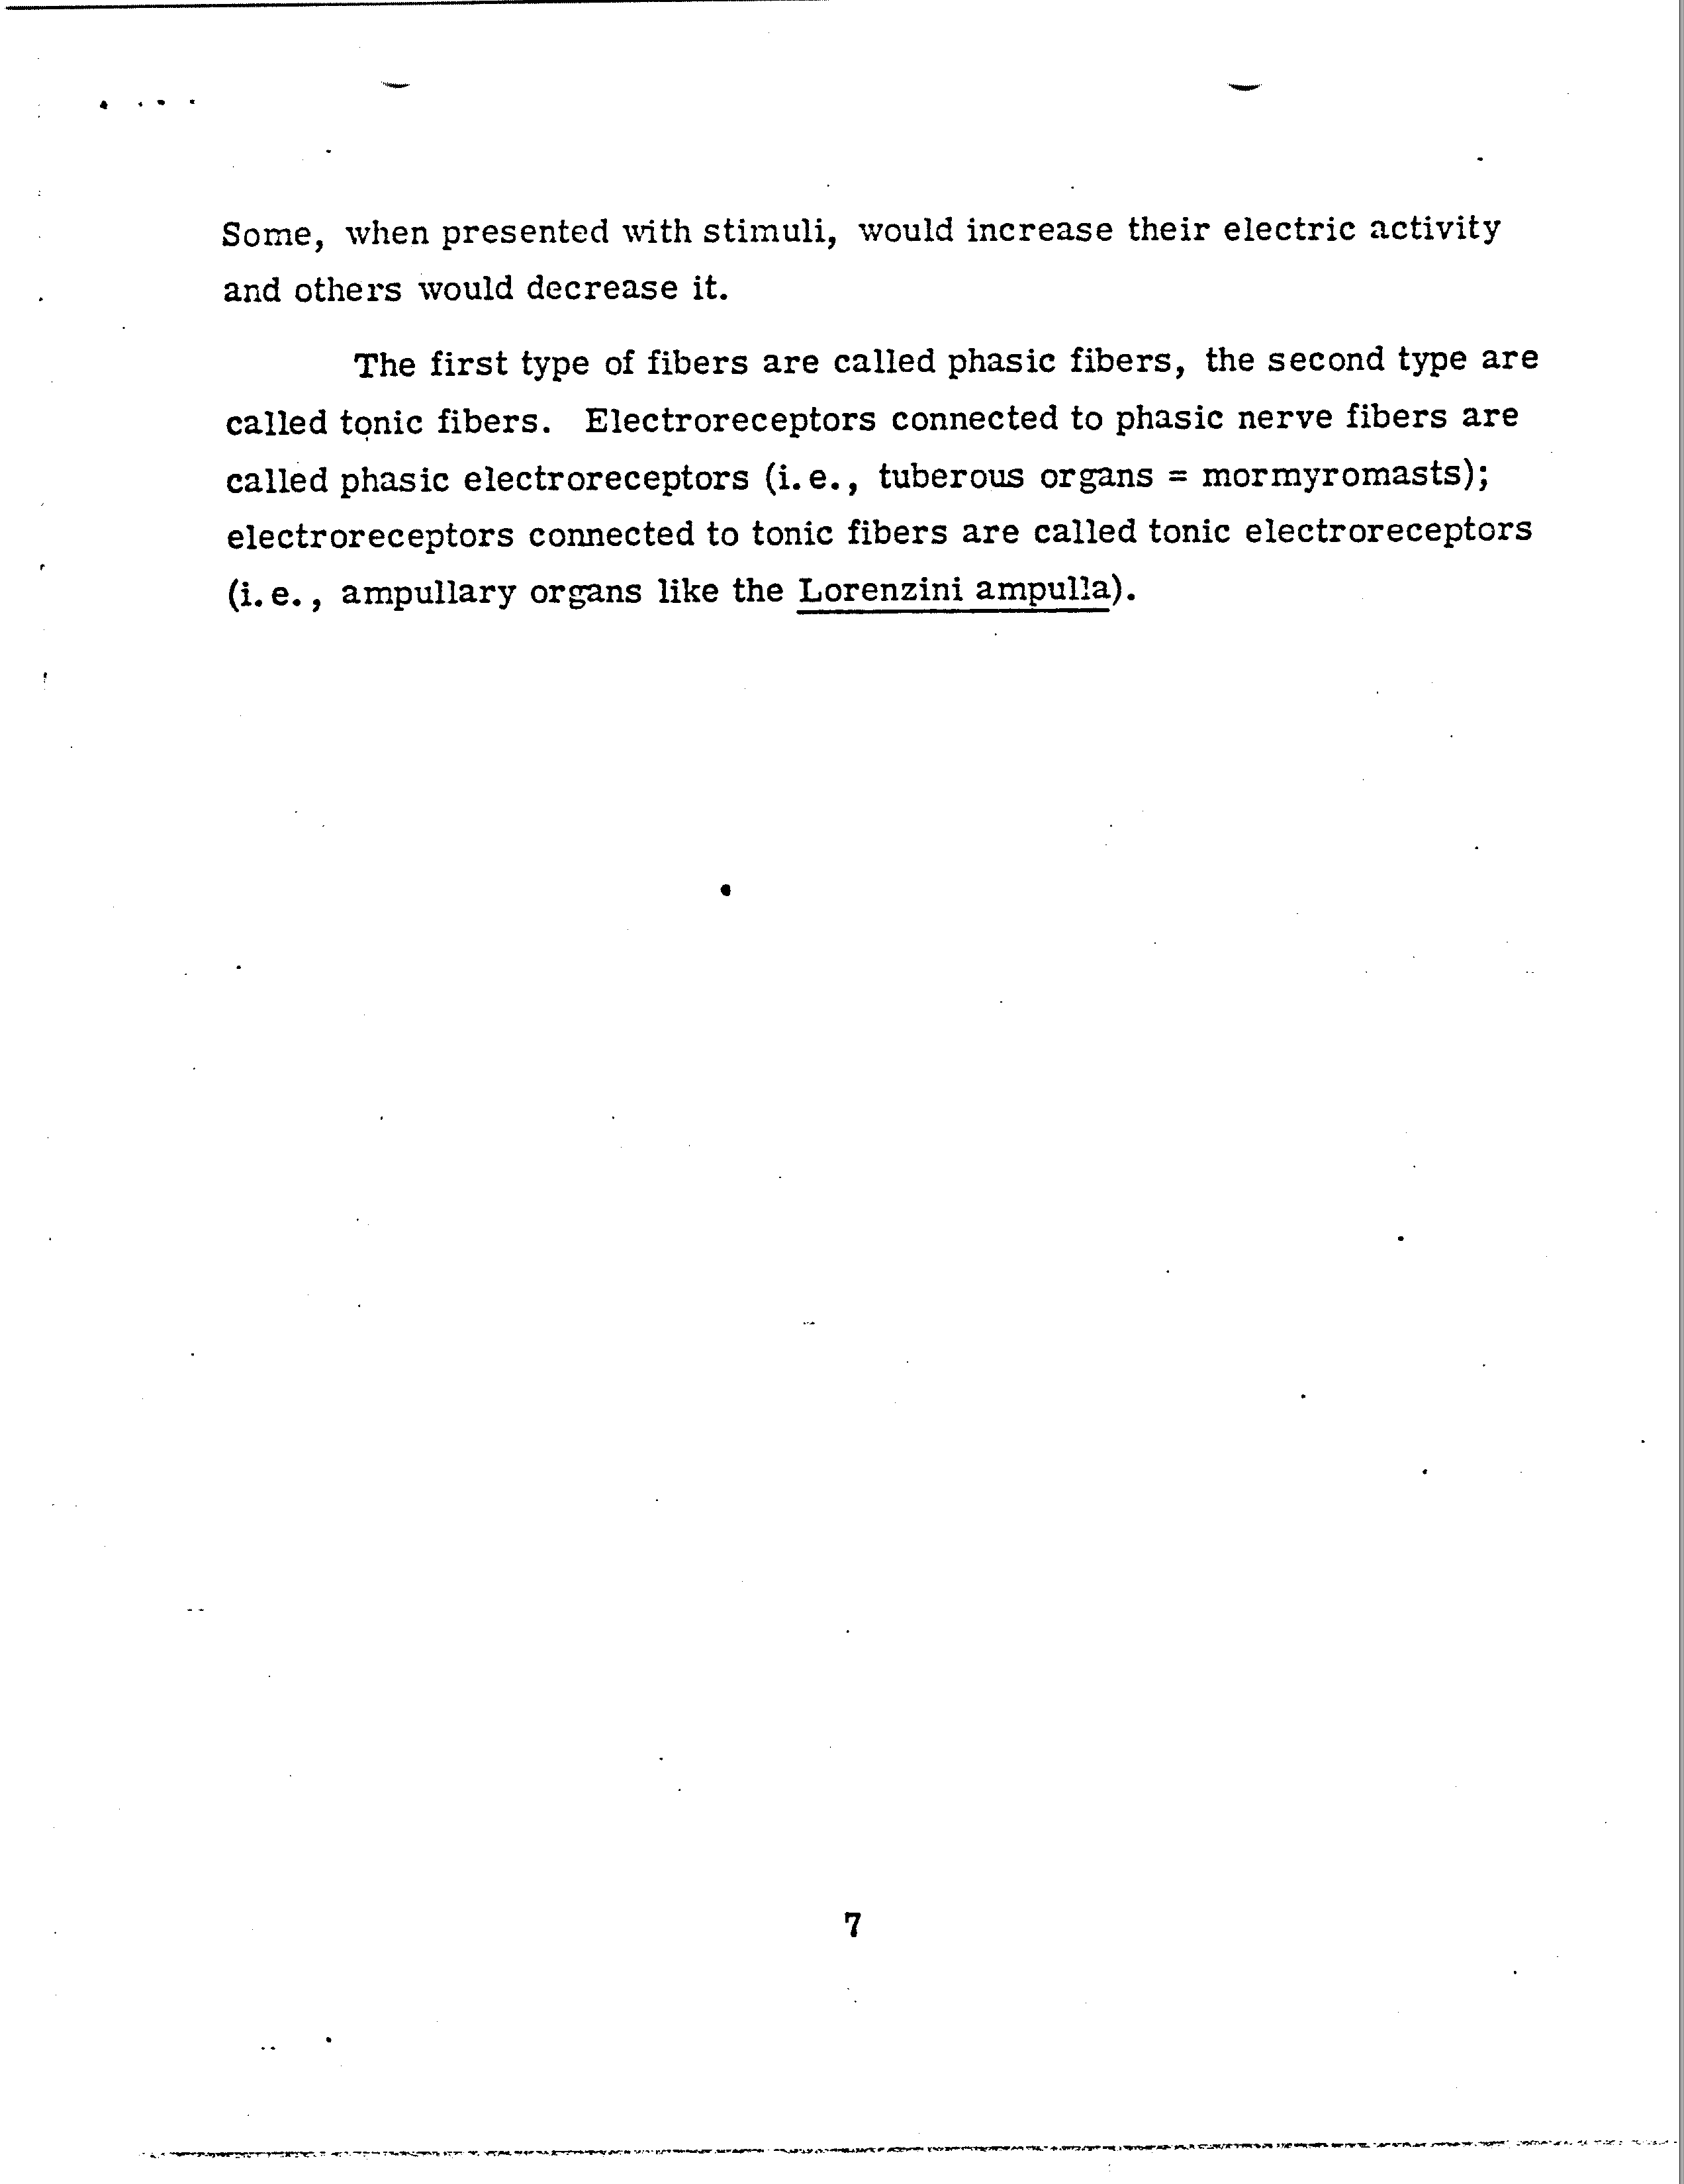 Some, when presented with stimuli, would increase their electric activity
and others would decrease it.
The first type of fibers are called phasic fibers, the second type are
called tonic fibers. Electroreceptors connected to phasic nerve fibers are
called phasic electroreceptors (i.e., tuberous organs = mormyromasts);
electroreceptors connected to tonic fibers are called tonic electroreceptors
(i.e., ampullary organs like the Lorenzini ampulla).
7